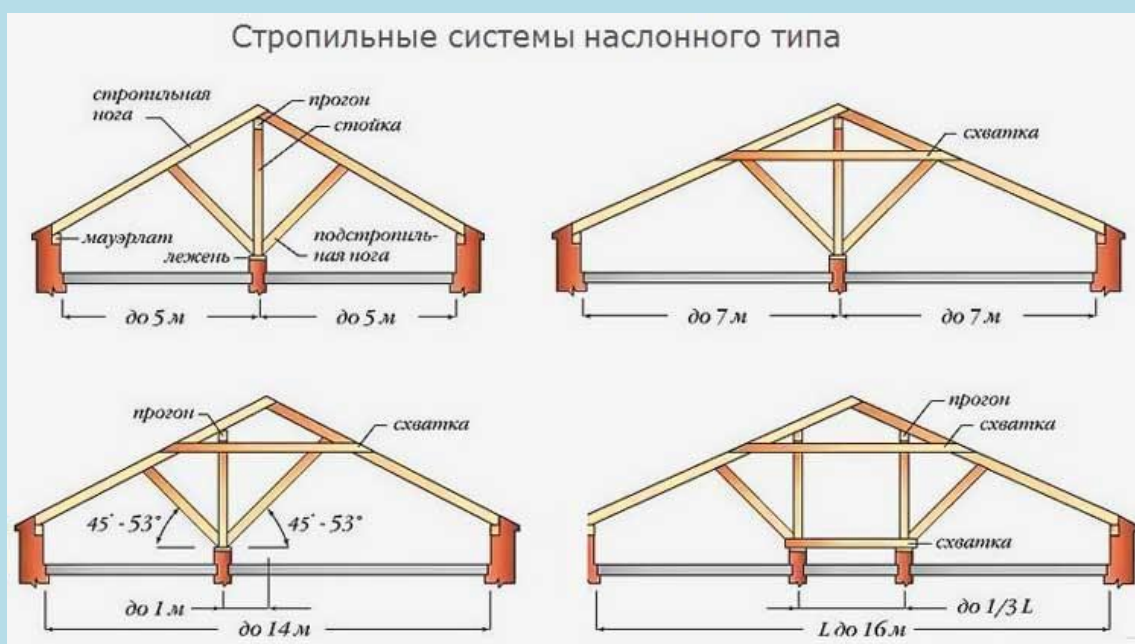 Стропильные системы наслонного типа
стропильная
нога
прогон
стойка
мауэрлат
лежень
подстропиль-
ная нога
до 5 м
до 5 м
схватка
до 7 м
до 7 м
прогон
схватка
45° - 53°
45° - 53°
до 1 м
до 14 м
прогон
схватка
схватка
до 1/3 L
L до 16 м